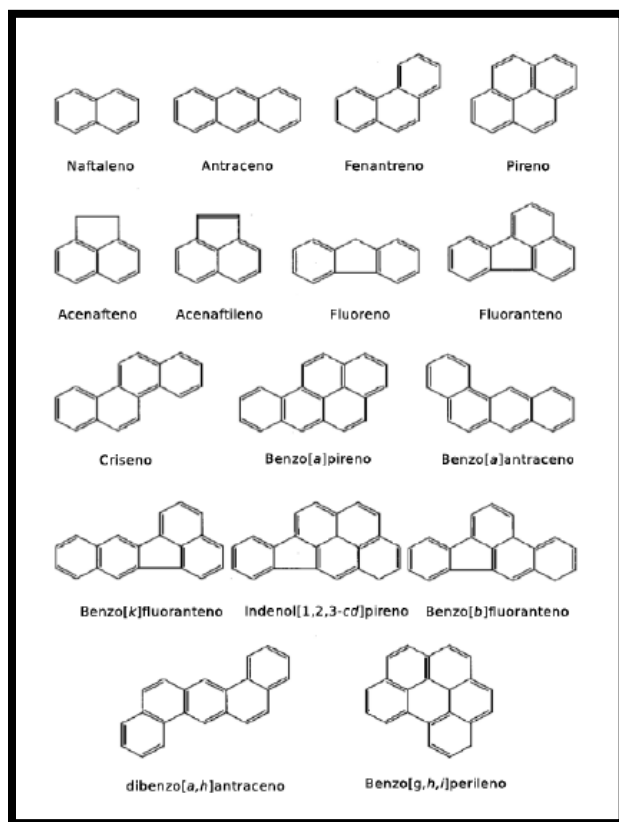 Naftaleno Antraceno Fenantreno Pireno
Acenafteno Acenaftileno Fluoreno Fluoranteno
Criseno Benzo[a]pireno Benzo[a]antraceno
Benzo[k]fluoranteno Indenol[1,2,3-cd]pireno Benzo[b]fluoranteno
dibenzo[a,h]antraceno Benzo[g,h,i]perileno